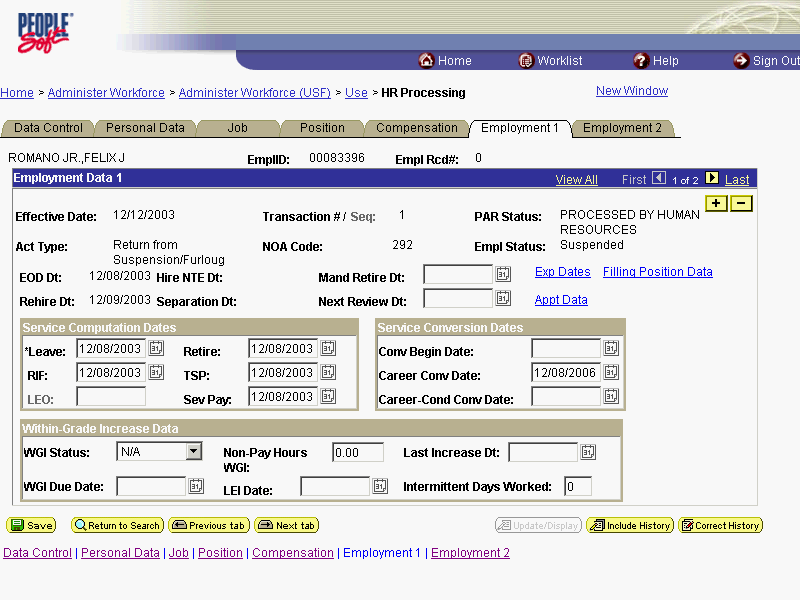 PEOPLE
Soft
Home Worklist Help Sign Out
Home > Administer Workforce > Administer Workforce (USF) > Use > HR Processing New Window
Data Control Personal Data Job Position Compensation Employment 1 Employment 2
ROMANO JR.,FELIX J EmplID: 00083396 Empl Rcd#: 0
Employment Data 1 View All First 1 of 2 Last
Effective Date: 12/12/2003 Transaction # / Seq: 1 PAR Status: PROCESSED BY HUMAN
RESOURCES
Act Type: Return from NOA Code: 292 Empl Status: Suspended
Suspension/Furloug
EOD Dt: 12/08/2003 Hire NTE Dt: Mand Retire Dt: Exp Dates Filling Position Data
Rehire Dt: 12/09/2003 Separation Dt: Next Review Dt: Appt Data
Service Computation Dates Service Conversion Dates
*Leave: 12/08/2003 Retire: 12/08/2003 Conv Begin Date:
RIF: 12/08/2003 TSP: 12/08/2003 Career Conv Date: 12/08/2006
LEO: Sev Pay: 12/08/2003 Career-Cond Conv Date:
Within-Grade Increase Data
WGI Status: N/A Non-Pay Hours 0.00 Last Increase Dt:
WGI:
WGI Due Date: LEI Date: Intermittent Days Worked: 0
Save Return to Search Previous tab Next tab Update/Display Include History Correct History
Data Control | Personal Data | Job | Position | Compensation | Employment 1 | Employment 2